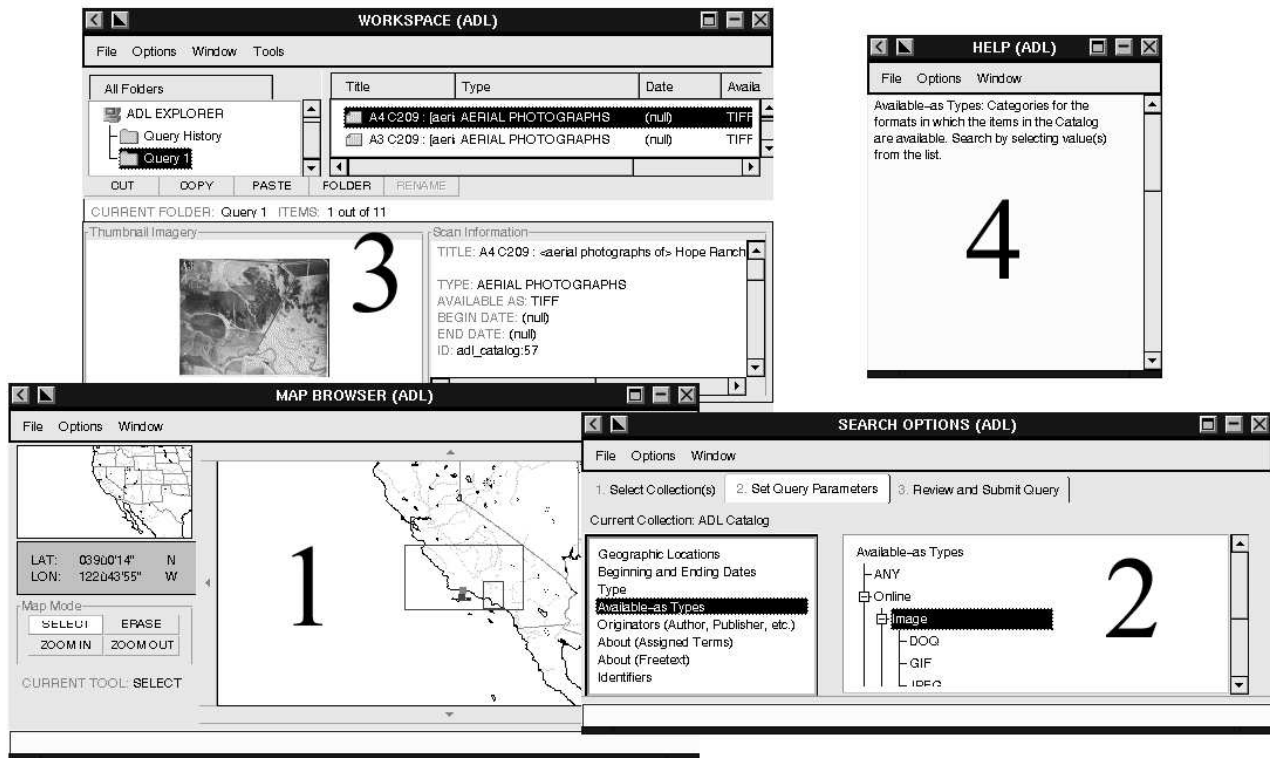 WORKSPACE (ADL)
File Options Window Tools
All Folders
ADL EXPLORER
Query History
Query 1
Title Type Date Availa
A4 C209 : [aeri AERIAL PHOTOGRAPHS (null) TIFF
A3 C209 : [aeri AERIAL PHOTOGRAPHS (null) TIFF
CUT COPY PASTE FOLDER RENAME
CURRENT FOLDER: Query 1 ITEMS: 1 out of 11
Thumbnail Imagery
3
Scan Information
TITLE: A4 C209 : <aerial photographs of> Hope Ranch
TYPE: AERIAL PHOTOGRAPHS
AVAILABLE AS: TIFF
BEGIN DATE: (null)
END DATE: (null)
ID: adl_catalog:57
HELP (ADL)
File Options Window
Available-as Types: Categories for the
formats in which the items in the Catalog
are available. Search by selecting value(s)
from the list.
4
MAP BROWSER (ADL)
File Options Window
LAT: 039ù0'14" N
LON: 122ù43'55" W
Map Mode
SELECT ERASE
ZOOM IN ZOOM OUT
CURRENT TOOL: SELECT
1
SEARCH OPTIONS (ADL)
File Options Window
1. Select Collection(s) 2. Set Query Parameters 3. Review and Submit Query
Current Collection: ADL Catalog
Geographic Locations
Beginning and Ending Dates
Type
Available-as Types
Originators (Author, Publisher, etc.)
About (Assigned Terms)
About (Freetext)
Identifiers
Available-as Types
ANY
Online
Image
DOQ
GIF
JPEG
2